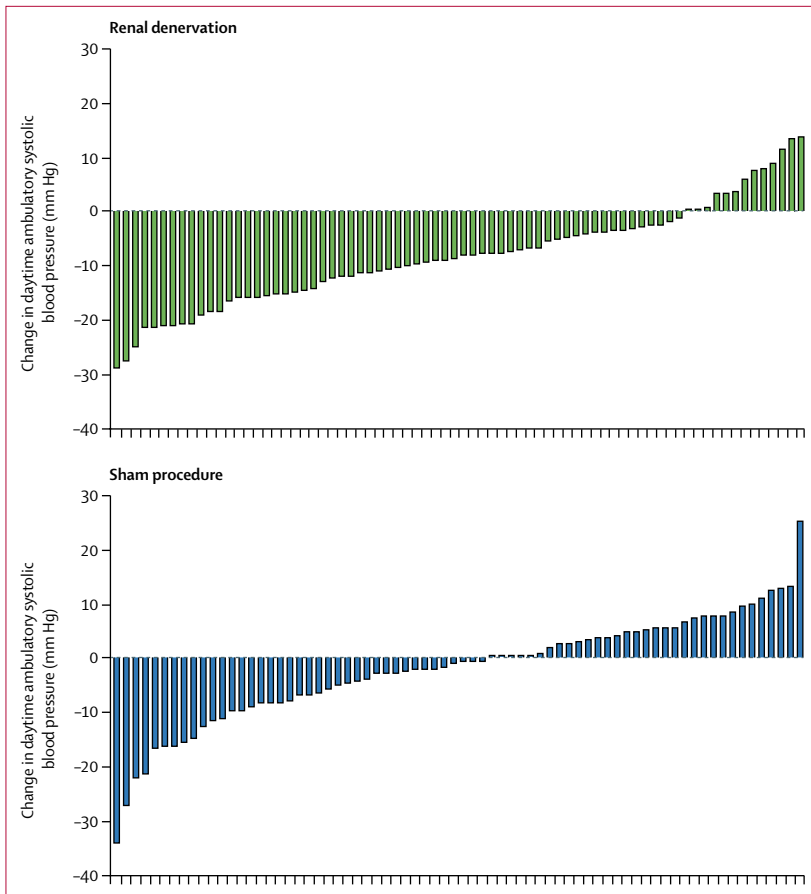 Renal denervation
30
20
10
0
–10
–20
–30
–40
Change in daytime ambulatory systolic
blood pressure (mm Hg)
Sham procedure
30
20
10
0
–10
–20
–30
–40
Change in daytime ambulatory systolic
blood pressure (mm Hg)